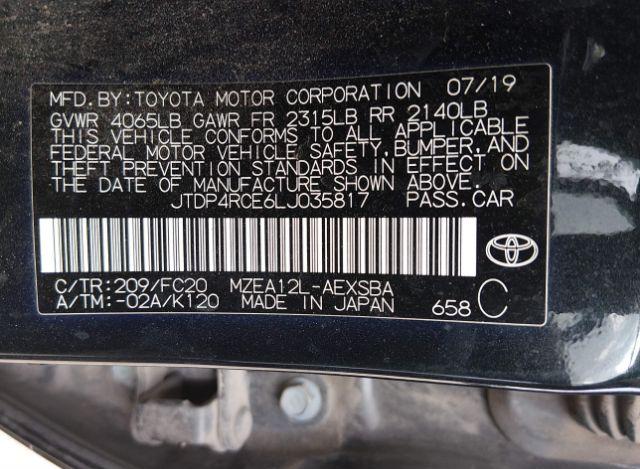 MFD.BY:TOYOTA MOTOR CORPORATION 07/19
GVWR 4065LB GAWR FR 2315LB RR 2140LB
THIS VEHICLE CONFORMS TO ALL APPLICABLE
FEDERAL MOTOR VEHICLE SAFETY,BUMPER,AND
THEFT PREVENTION STANDARDS IN EFFECT ON
THE DATE OF MANUFACTURE SHOWN ABOVE.
JTDP4RCE6LJ035817 PASS.CAR
C/TR:209/FC20 MZEA12L-AEXSBA
A/TM:-02A/K120 MADE IN JAPAN 658 C